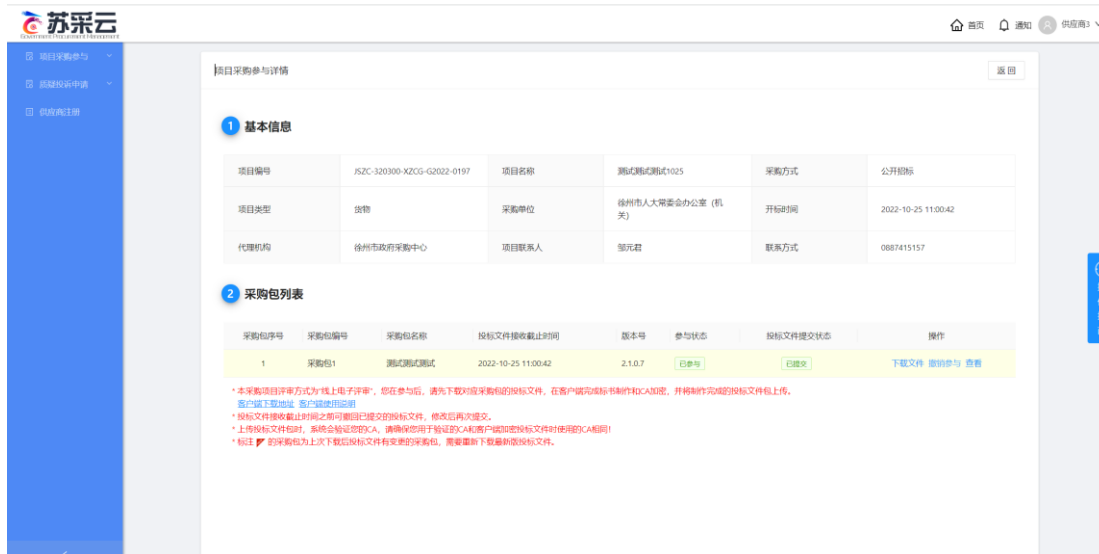 苏采云
Government Procurement Management
首页 通知 供应商3
项目采购参与
质疑投诉申请
供应商注册
项目采购参与详情 返回
1 基本信息
项目编号 JSZC-320300-XZCG-G2022-0197 项目名称 测试测试测试1025 采购方式 公开招标
项目类型 货物 采购单位 徐州市人大常委会办公室（机
关） 开标时间 2022-10-25 11:00:42
代理机构 徐州市政府采购中心 项目联系人 邹元君 联系方式 0887415157
2 采购包列表
采购包序号 采购包编号 采购包名称 投标文件接收截止时间 版本号 参与状态 投标文件提交状态 操作
1 采购包1 测试测试测试 2022-10-25 11:00:42 2.1.0.7 已参与 已提交 下载文件 撤销参与 查看
* 本采购项目评审方式为“线上电子评审”，您在参与后，请先下载对应采购包的投标文件，在客户端完成标书制作和CA加密，并将制作完成的投标文件包上传。
客户端下载地址 客户端使用说明
* 投标文件接收截止时间之前可撤回已提交的投标文件，修改后再次提交。
* 上传投标文件包时，系统会验证您的CA，请确保您用于验证的CA和客户端加密投标文件时使用的CA相同！
* 标注 的采购包为上次下载后投标文件有变更的采购包，需要重新下载最新版投标文件。